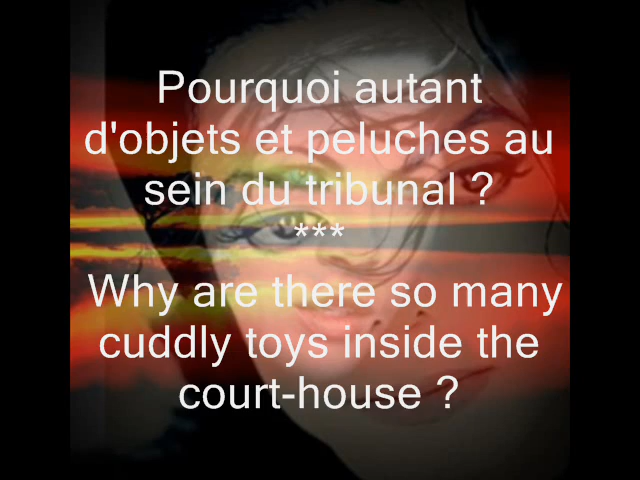 Pourquoi autant
d'objets et peluches au
sein du tribunal ?
***
Why are there so many
cuddly toys inside the
court-house ?